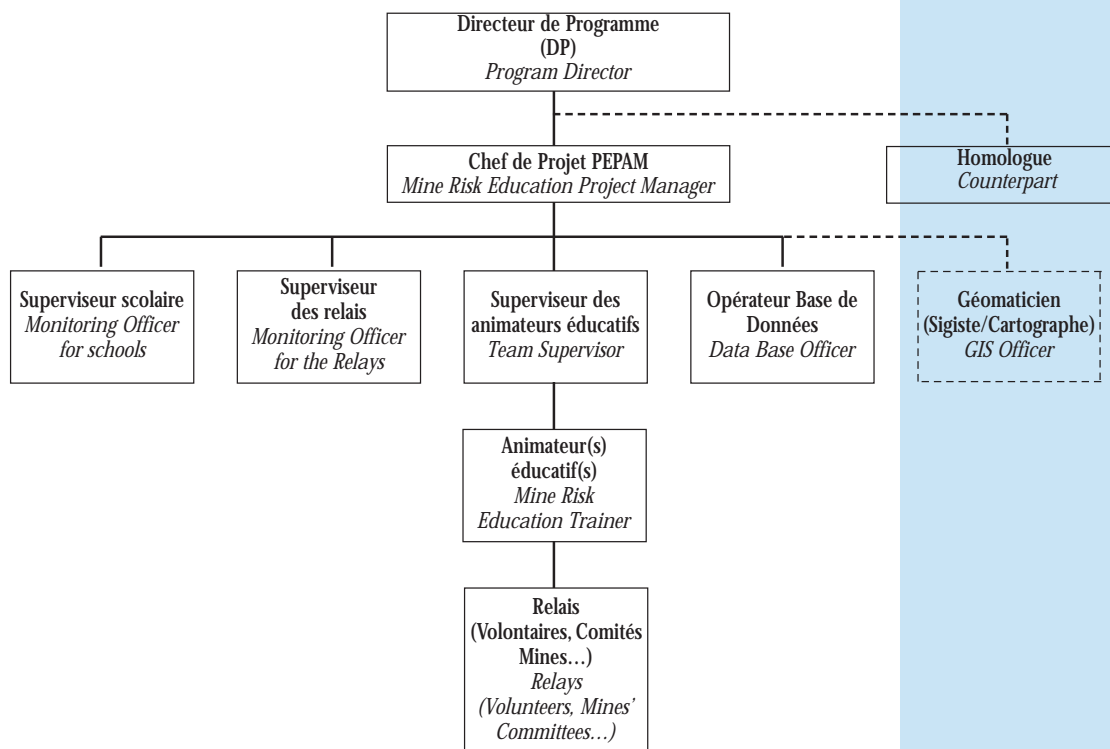 Directeur de Programme
(DP)
Program Director
Chef de Projet PEPAM
Mine Risk Education Project Manager
Homologue
Counterpart
Superviseur scolaire
Monitoring Officer
for schools
Superviseur
des relais
Monitoring Officer
for the Relays
Superviseur des
animateurs éducatifs
Team Supervisor
Opérateur Base de
Données
Data Base Officer
Géomaticien
(Sigiste/Cartographe)
GIS Officer
Animateur(s)
éducatif(s)
Mine Risk
Education Trainer
Relais
(Volontaires, Comités
Mines…)
Relays
(Volunteers, Mines’
Committees…)